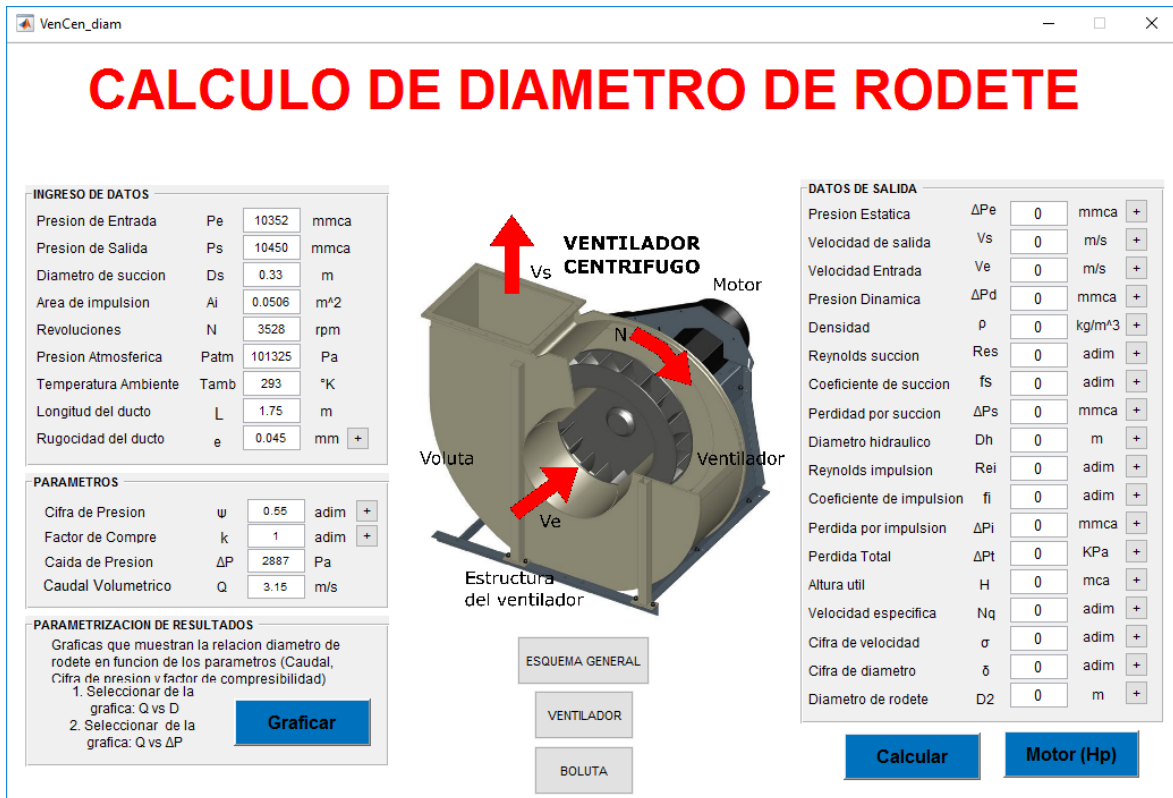 VenCen_diam
CALCULO DE DIAMETRO DE RODETE
INGRESO DE DATOS
Presion de Entrada Pe 10352 mmca
Presion de Salida Ps 10450 mmca
Diametro de succion Ds 0.33 m
Area de impulsion Ai 0.0506 m^2
Revoluciones N 3528 rpm
Presion Atmosferica Patm 101325 Pa
Temperatura Ambiente Tamb 293 °K
Longitud del ducto L 1.75 m
Rugocidad del ducto e 0.045 mm +
PARAMETROS
Cifra de Presion ψ 0.55 adim +
Factor de Compre k 1 adim +
Caida de Presion ΔP 2887 Pa
Caudal Volumetrico Q 3.15 m/s
PARAMETRIZACION DE RESULTADOS
Graficas que muestran la relacion diametro de
rodete en funcion de los parametros (Caudal,
Cifra de presion y factor de compresibilidad)
1. Seleccionar de la
grafica: Q vs D
2. Seleccionar de la
grafica: Q vs ΔP
Graficar
VENTILADOR
CENTRIFUGO
Vs
Motor
N
Voluta
Ventilador
Ve
Estructura
del ventilador
ESQUEMA GENERAL
VENTILADOR
BOLUTA
DATOS DE SALIDA
Presion Estatica ΔPe 0 mmca +
Velocidad de salida Vs 0 m/s +
Velocidad Entrada Ve 0 m/s +
Presion Dinamica ΔPd 0 mmca +
Densidad ρ 0 kg/m^3 +
Reynolds succion Res 0 adim +
Coeficiente de succion fs 0 adim +
Perdidad por succion ΔPs 0 mmca +
Diametro hidraulico Dh 0 m +
Reynolds impulsion Rei 0 adim +
Coeficiente de impulsion fi 0 adim +
Perdida por impulsion ΔPi 0 mmca +
Perdida Total ΔPt 0 KPa +
Altura util H 0 mca +
Velocidad especifica Nq 0 adim +
Cifra de velocidad σ 0 adim +
Cifra de diametro δ 0 adim +
Diametro de rodete D2 0 m +
Calcular
Motor (Hp)